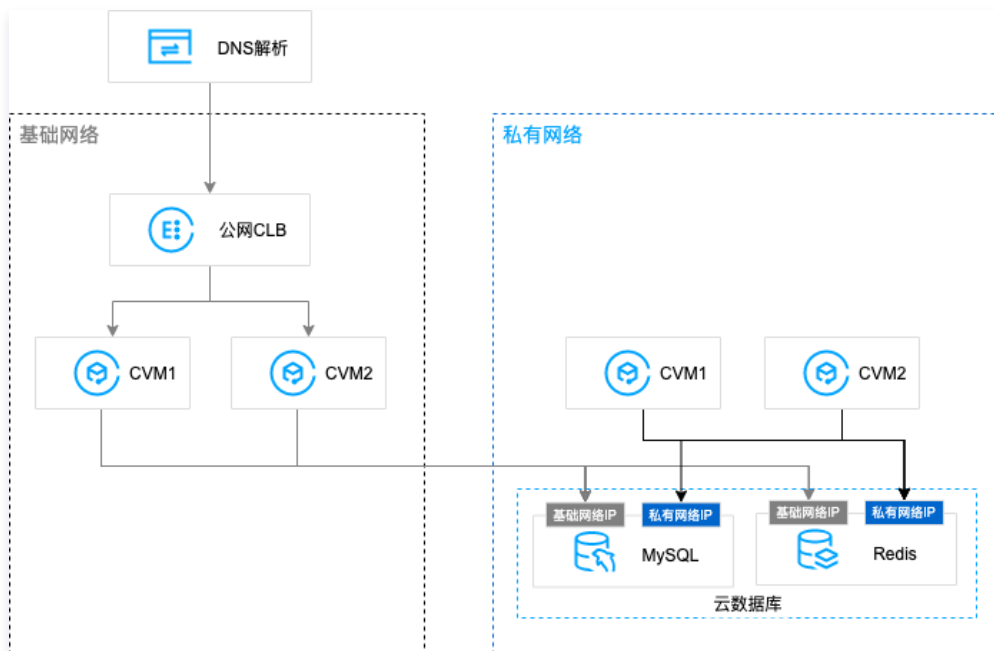 DNS解析
基础网络
私有网络
公网CLB
CVM1
CVM2
CVM1
CVM2
基础网络IP
私有网络IP
基础网络IP
私有网络IP
MySQL
Redis
云数据库